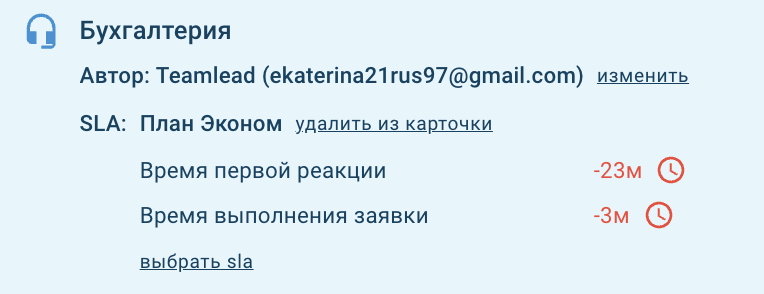 Бухгалтерия
Автор: Teamlead (ekaterina21rus97@gmail.com) изменить
SLA: План Эконом удалить из карточки
Время первой реакции -23м
Время выполнения заявки -3м
выбрать sla